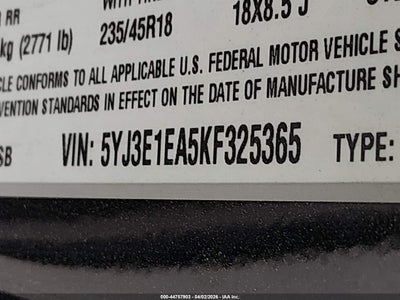 18X8.5 J
RR
kg (2771 lb) 235/45R18
CONFORMS TO ALL APPLICABLE U.S. FEDERAL MOTOR VEHICLE S
VENTION STANDARDS IN EFFECT ON THE DATE OF MANUFACTURE SH
SB VIN: 5YJ3E1EA5KF325365 TYPE:
000-44757903 - 04/02/2026 - IAA Inc.